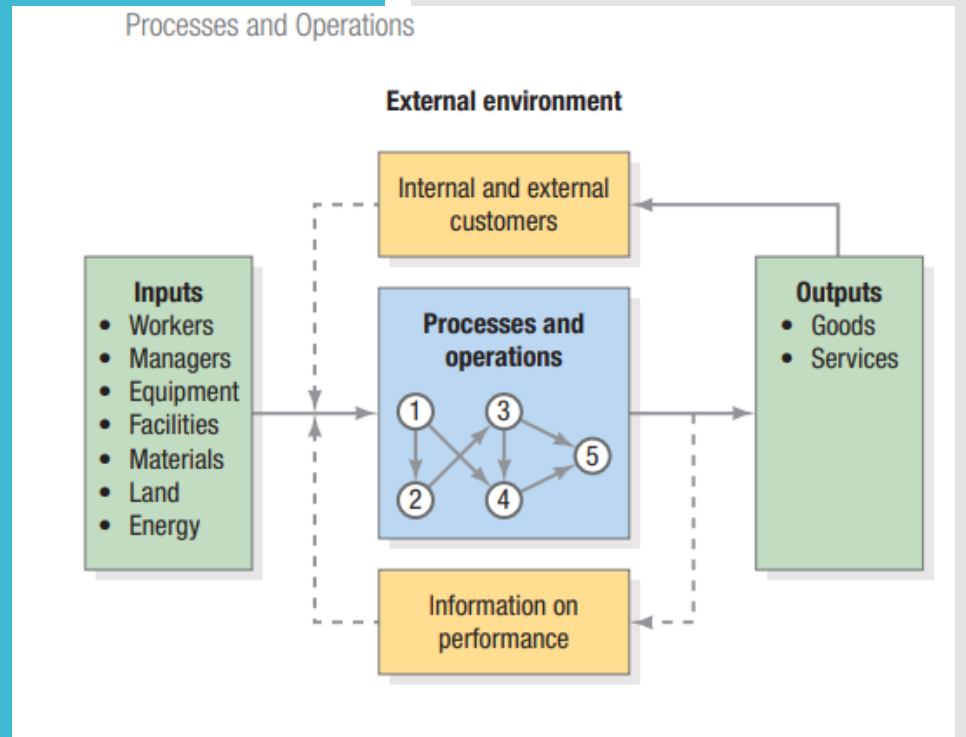 Processes and Operations
External environment
Internal and external
customers
Inputs
• Workers
• Managers
• Equipment
• Facilities
• Materials
• Land
• Energy
Processes and
operations
1
3
5
2
4
Outputs
• Goods
• Services
Information on
performance